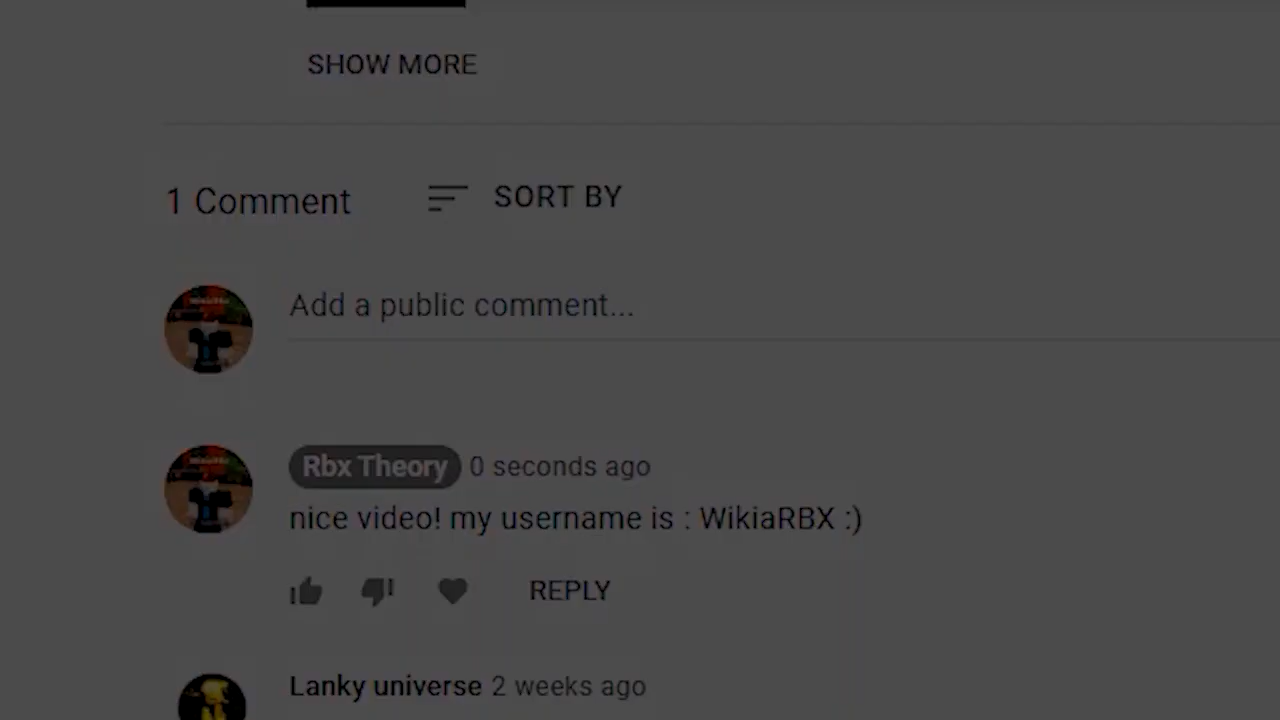 SHOW MORE
1 Comment SORT BY
Add a public comment...
Rbx Theory 0 seconds ago
nice video! my username is : WikiaRBX :)
REPLY
Lanky universe 2 weeks ago